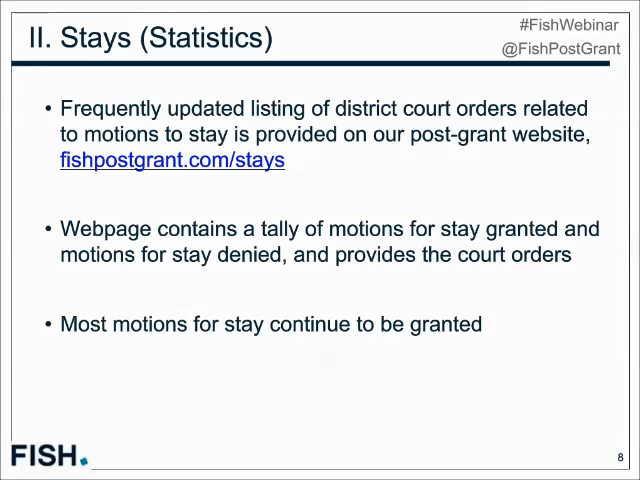 II. Stays (Statistics)
#FishWebinar
@FishPostGrant
• Frequently updated listing of district court orders related
to motions to stay is provided on our post-grant website,
fishpostgrant.com/stays
• Webpage contains a tally of motions for stay granted and
motions for stay denied, and provides the court orders
• Most motions for stay continue to be granted
FISH.
8